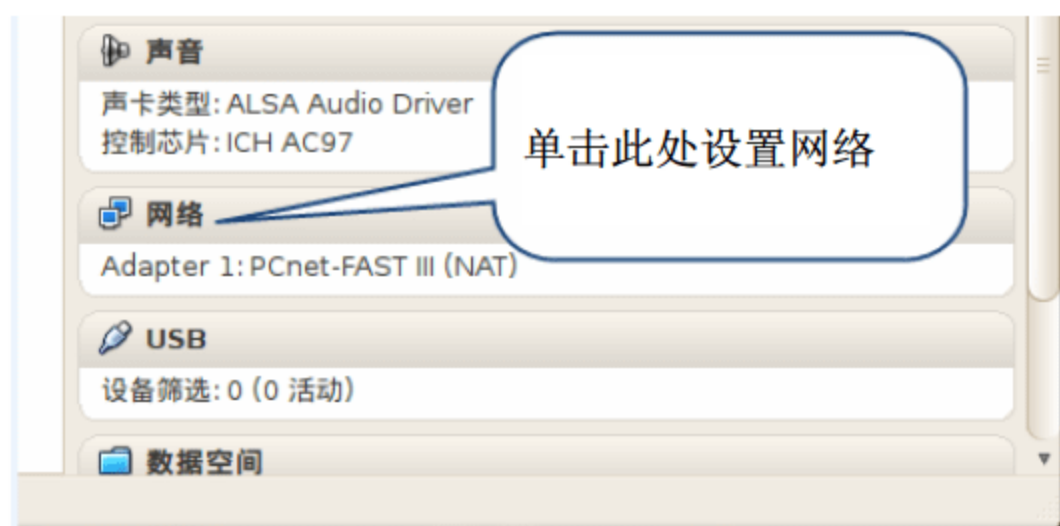 声音
声卡类型: ALSA Audio Driver
控制芯片: ICH AC97
单击此处设置网络
网络
Adapter 1: PCnet-FAST III (NAT)
USB
设备筛选: 0 (0 活动)
数据空间